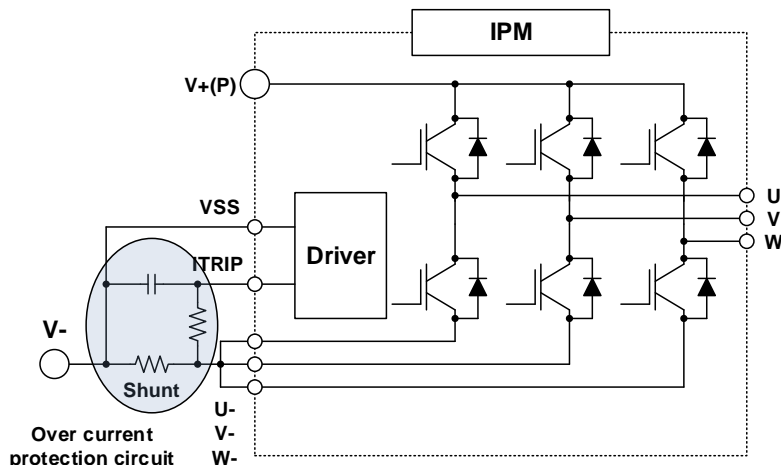 IPM
V+(P)
U
V
W
VSS
Driver
ITRIP
V-
Shunt
U-
V-
W-
Over current
protection circuit